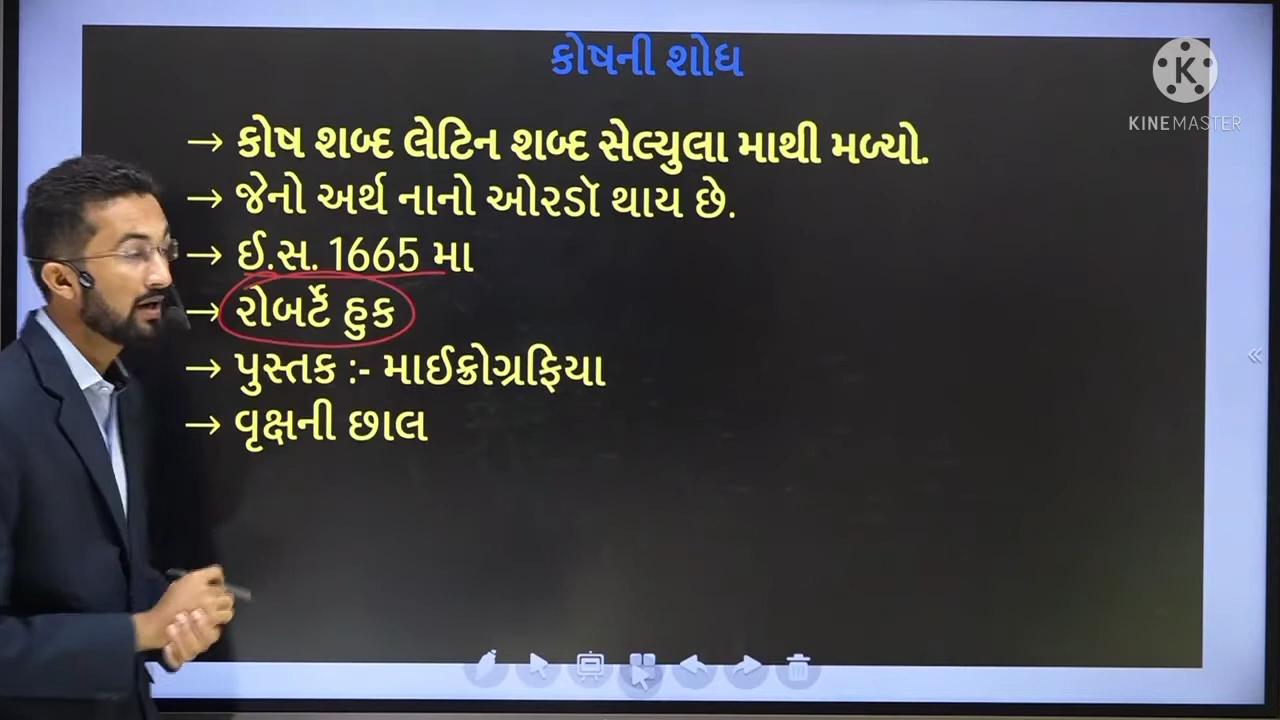 કોષની શોધ
K
KINEMASTER
→ કોષ શબ્દ લેટિન શબ્દ સેલ્યુલા માથી મળ્યો.
→ જેનો અર્થ નાનો ઓરડૉ થાય છે.
→ ઈ.સ. 1665 મા
→ રોબર્ટે હુક
→ પુસ્તક :- માઈક્રોગ્રફિયા
→ વૃક્ષની છાલ